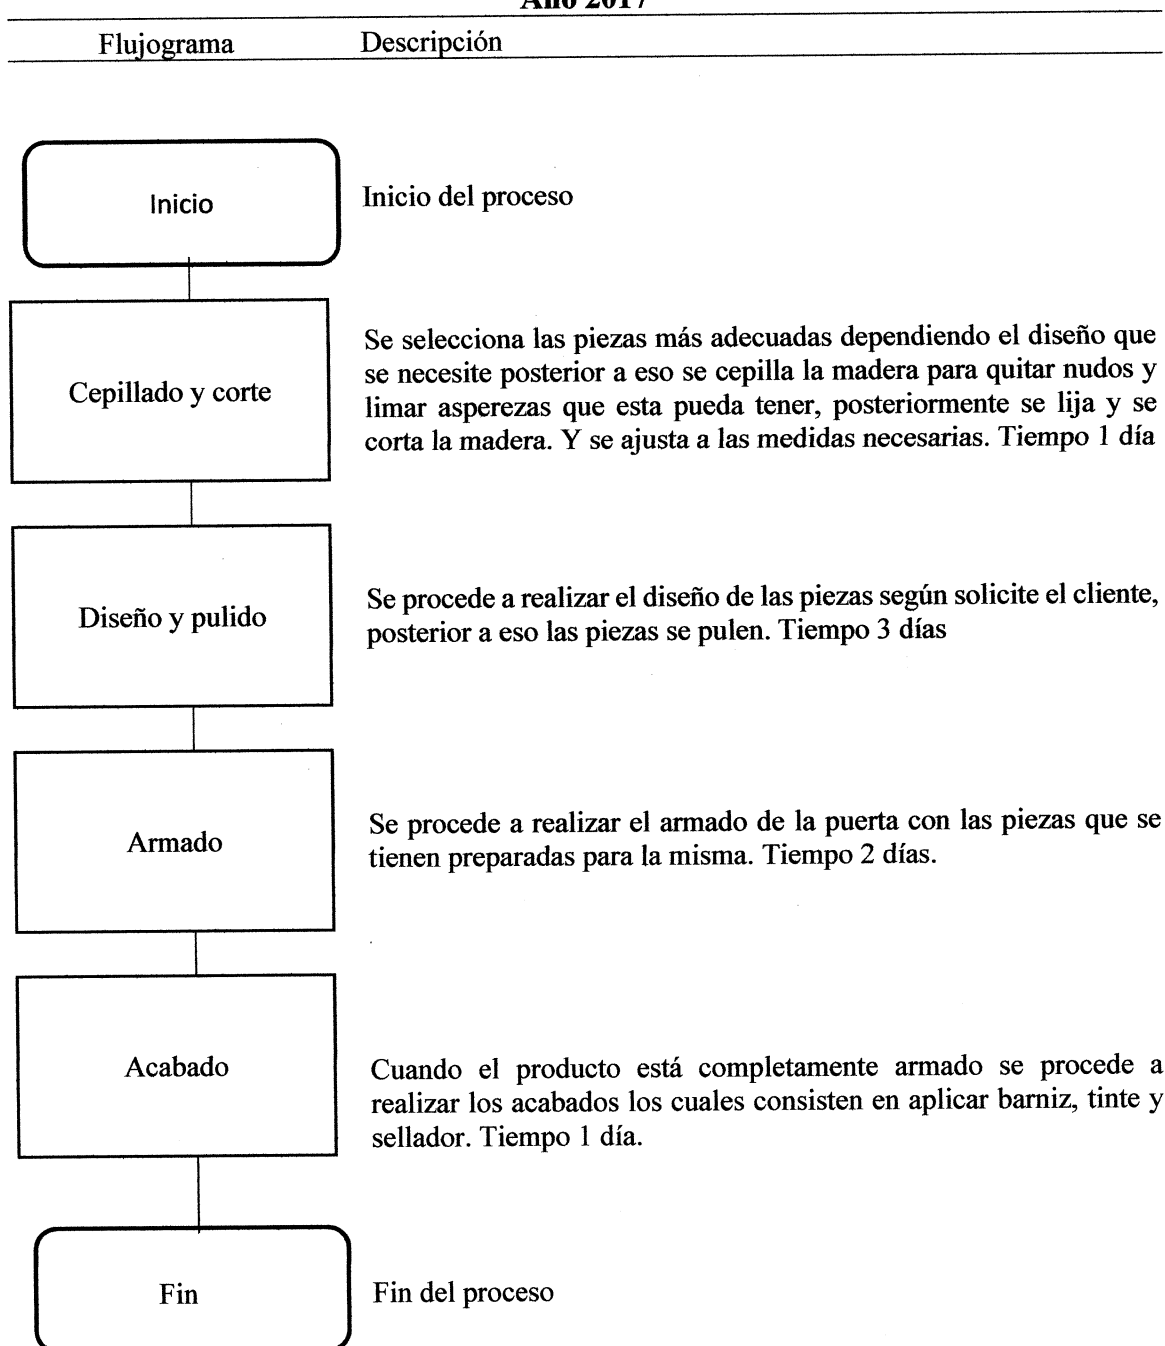 Año 2017
Flujograma Descripción
Inicio
Inicio del proceso
Cepillado y corte
Se selecciona las piezas más adecuadas dependiendo el diseño que
se necesite posterior a eso se cepilla la madera para quitar nudos y
limar asperezas que esta pueda tener, posteriormente se lija y se
corta la madera. Y se ajusta a las medidas necesarias. Tiempo 1 día
Diseño y pulido
Se procede a realizar el diseño de las piezas según solicite el cliente,
posterior a eso las piezas se pulen. Tiempo 3 días
Armado
Se procede a realizar el armado de la puerta con las piezas que se
tienen preparadas para la misma. Tiempo 2 días.
Acabado
Cuando el producto está completamente armado se procede a
realizar los acabados los cuales consisten en aplicar barniz, tinte y
sellador. Tiempo 1 día.
Fin
Fin del proceso